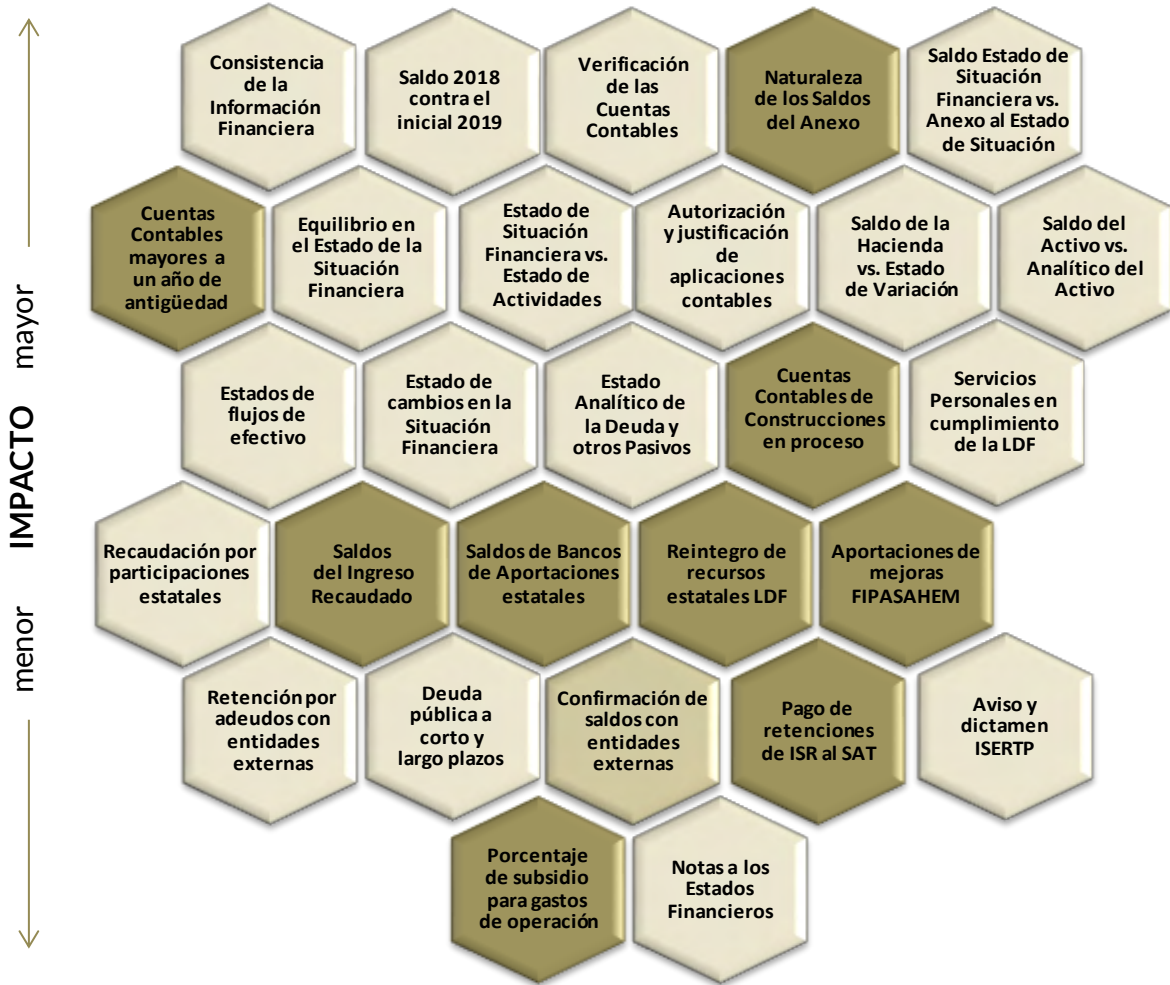 mayor
IMPACTO
menor
Consistencia
de la
Información
Financiera
Saldo 2018
contra el
inicial 2019
Verificación
de las
Cuentas
Contables
Naturaleza
de los Saldos
del Anexo
Saldo Estado de
Situación
Financiera vs.
Anexo al Estado
de Situación
Cuentas
Contables
mayores a
un año de
antigüedad
Equilibrio en
el Estado de la
Situación
Financiera
Estado de
Situación
Financiera vs.
Estado de
Actividades
Autorización
y justificación
de
aplicaciones
contables
Saldo de la
Hacienda
vs. Estado
de Variación
Saldo del
Activo vs.
Analítico del
Activo
Estados de
flujos de
efectivo
Estado de
cambios en la
Situación
Financiera
Estado
Analítico de
la Deuda y
otros Pasivos
Cuentas
Contables de
Construcciones
en proceso
Servicios
Personales en
cumplimiento
de la LDF
Recaudación por
participaciones
estatales
Saldos
del Ingreso
Recaudado
Saldos de Bancos
de Aportaciones
estatales
Reintegro de
recursos
estatales LDF
Aportaciones de
mejoras
FIPASAHEM
Retención por
adeudos con
entidades
externas
Deuda
pública a
corto y
largo plazos
Confirmación de
saldos con
entidades
externas
Pago de
retenciones
de ISR al SAT
Aviso y
dictamen
ISERTP
Porcentaje
de subsidio
para gastos
de operación
Notas a los
Estados
Financieros